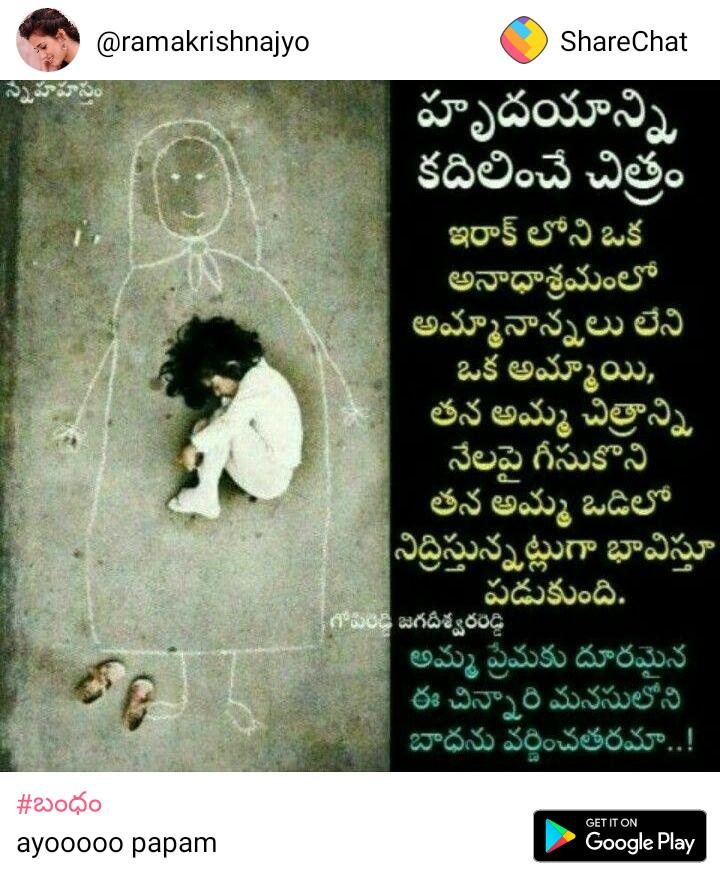 @ramakrishnajyo
ShareChat
స్నేహహస్తం
హృదయాన్ని
కదిలించే చిత్రం
ఇరాక్ లోని ఒక
అనాధాశ్రమంలో
అమ్మానాన్నలు లేని
ఒక అమ్మాయి,
తన అమ్మ చిత్రాన్ని
నేలపై గీసుకొని
తన అమ్మ ఒడిలో
నిద్రిస్తున్నట్లుగా భావిస్తూ
పడుకుంది.
గోపిరెడ్డి జగదీశ్వరరెడ్డి
అమ్మ ప్రేమకు దూరమైన
ఈ చిన్నారి మనసులోని
బాధను వర్ణించతరమా..!
#బంధం
ayooooo papam
GET IT ON
Google Play